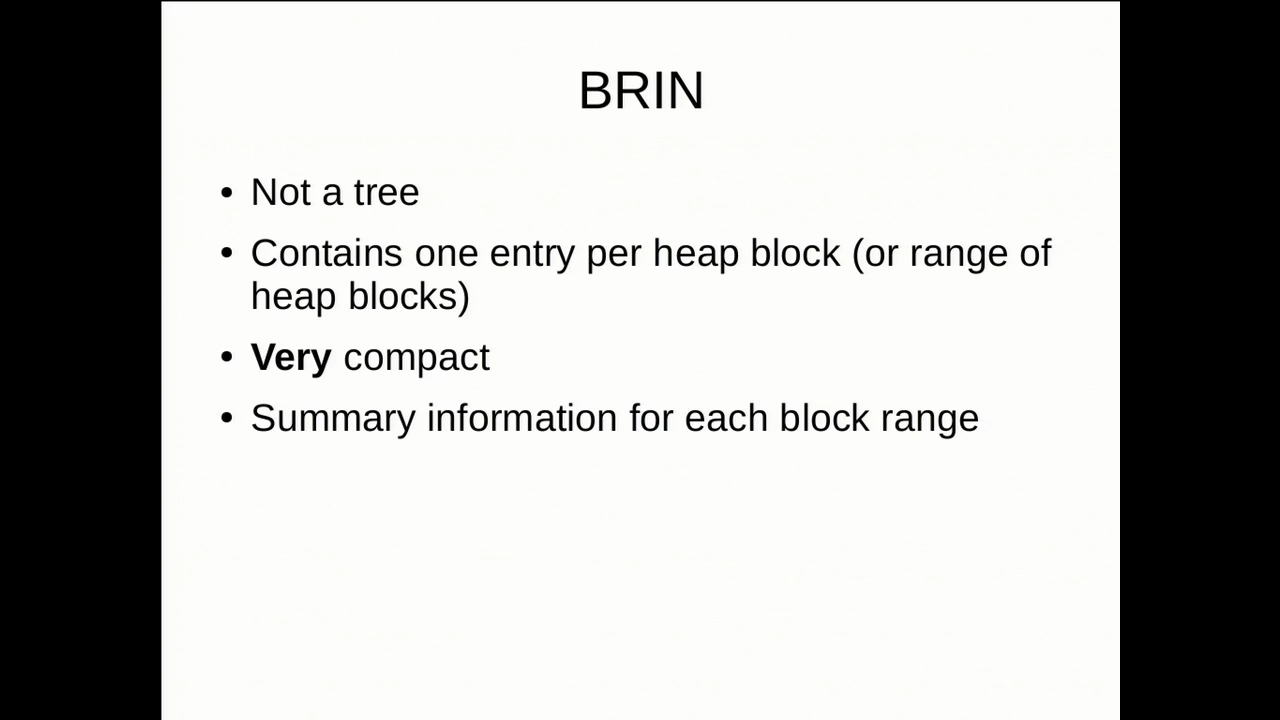 BRIN
• Not a tree
• Contains one entry per heap block (or range of
heap blocks)
• Very compact
• Summary information for each block range